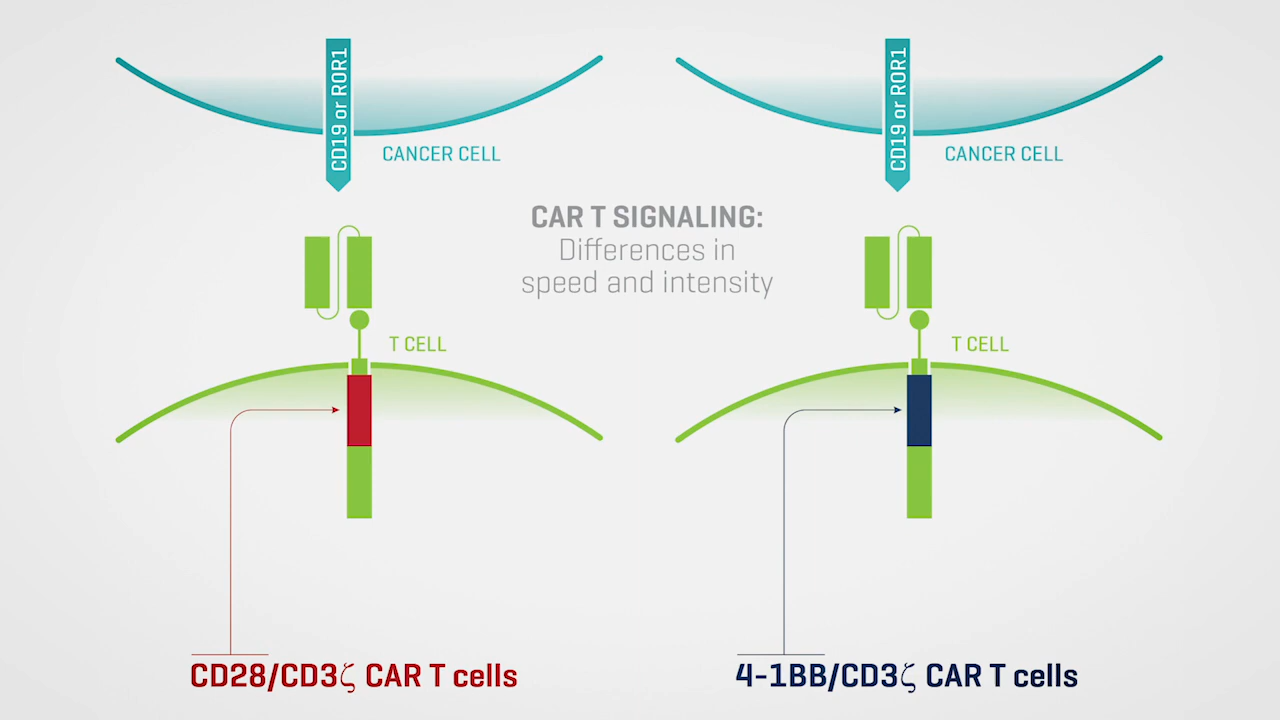 CD19 or ROR1
CANCER CELL
CD19 or ROR1
CANCER CELL
CAR T SIGNALING:
Differences in
speed and intensity
T CELL
T CELL
CD28/CD3ζ CAR T cells
4-1BB/CD3ζ CAR T cells